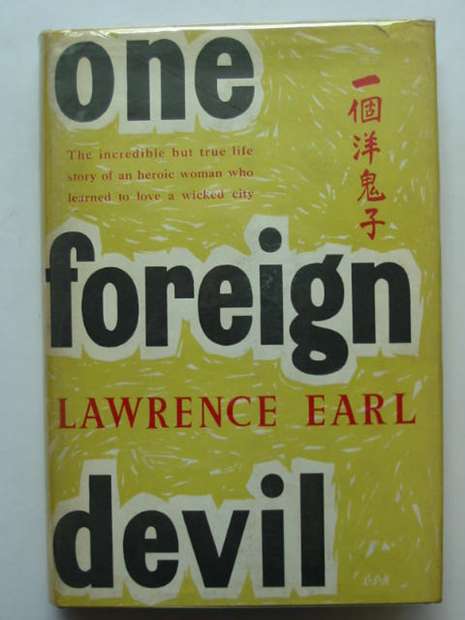 one
The incredible but true life
story of an heroic woman who
learned to love a wicked city
一個洋鬼子
foreign
LAWRENCE EARL
devil